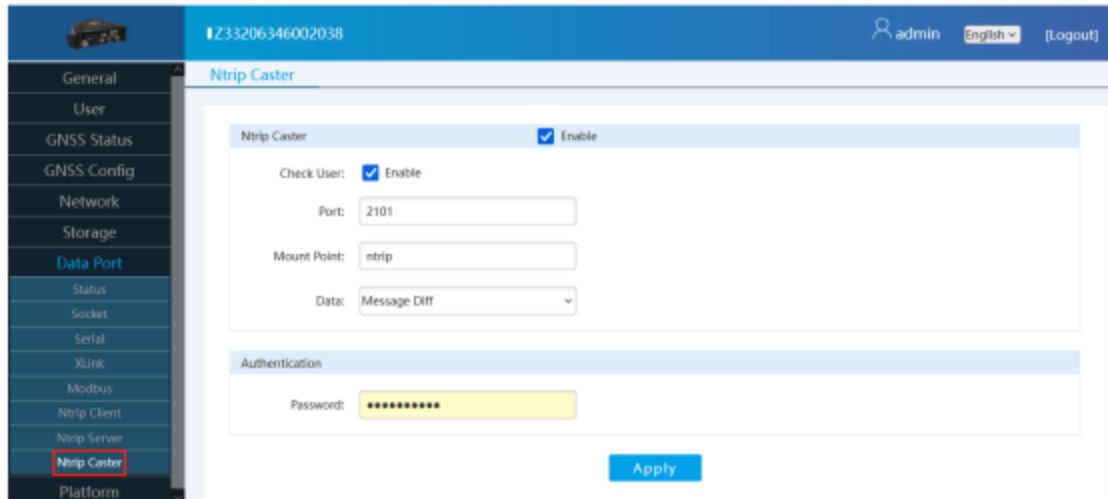 IZ33206346002038
admin
English
[Logout]
General
User
GNSS Status
GNSS Config
Network
Storage
Data Port
Status
Socket
Serial
XLink
Modbus
Ntrip Client
Ntrip Server
Ntrip Caster
Platform
Ntrip Caster
Ntrip Caster Enable
Check User: Enable
Port: 2101
Mount Point: ntrip
Data: Message Diff
Authentication
Password: ••••••••••
Apply